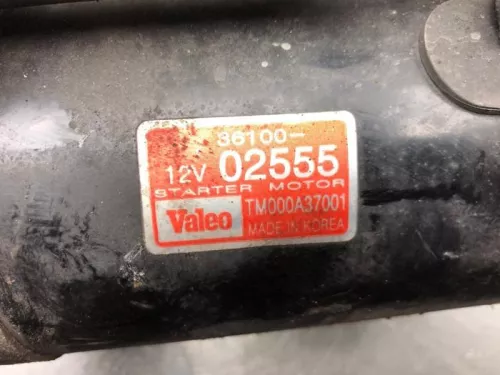 36100-
12V 02555
STARTER MOTOR
Valeo TM000A37001
MADE IN KOREA